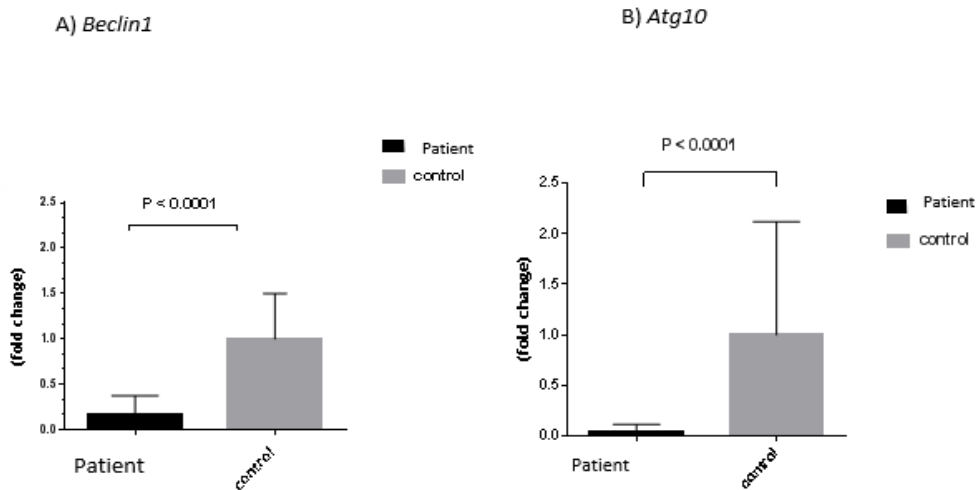 A) Beclin1
Patient
control
P < 0.0001
(fold change)
2.5
2.0
1.5
1.0
0.5
0.0
Patient
control
B) Atg10
P < 0.0001
Patient
control
(fold change)
2.5
2.0
1.5
1.0
0.5
0.0
Patient
control